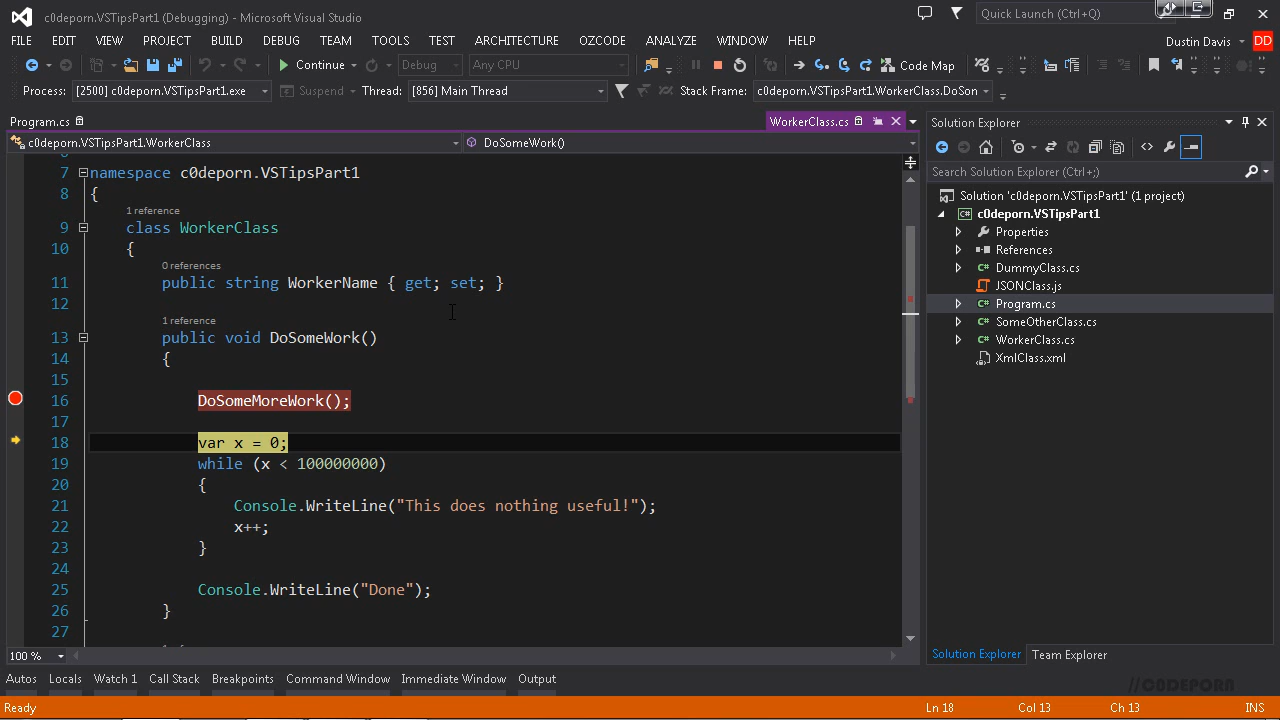 c0deporn.VSTipsPart1 (Debugging) - Microsoft Visual Studio
Quick Launch (Ctrl+Q)
FILE EDIT VIEW PROJECT BUILD DEBUG TEAM TOOLS TEST ARCHITECTURE OZCODE ANALYZE WINDOW HELP
Dustin Davis DD
Continue Debug Any CPU Code Map
Process: [2500] c0deporn.VSTipsPart1.exe Suspend Thread: [856] Main Thread Stack Frame: c0deporn.VSTipsPart1.WorkerClass.DoSon
Program.cs WorkerClass.cs
c0deporn.VSTipsPart1.WorkerClass DoSomeWork()
7 namespace c0deporn.VSTipsPart1
8 {
1 reference
9 class WorkerClass
10 {
0 references
11 public string WorkerName { get; set; }
12
1 reference
13 public void DoSomeWork()
14 {
15
16 DoSomeMoreWork();
17
18 var x = 0;
19 while (x < 100000000)
20 {
21 Console.WriteLine("This does nothing useful!");
22 x++;
23 }
24
25 Console.WriteLine("Done");
26 }
27
100 %
Solution Explorer
Search Solution Explorer (Ctrl+;)
Solution 'c0deporn.VSTipsPart1' (1 project)
c0deporn.VSTipsPart1
Properties
References
DummyClass.cs
JSONClass.js
Program.cs
SomeOtherClass.cs
WorkerClass.cs
XmlClass.xml
Solution Explorer Team Explorer
Autos Locals Watch 1 Call Stack Breakpoints Command Window Immediate Window Output
//C0DEPORN
Ready Ln 18 Col 13 Ch 13 INS